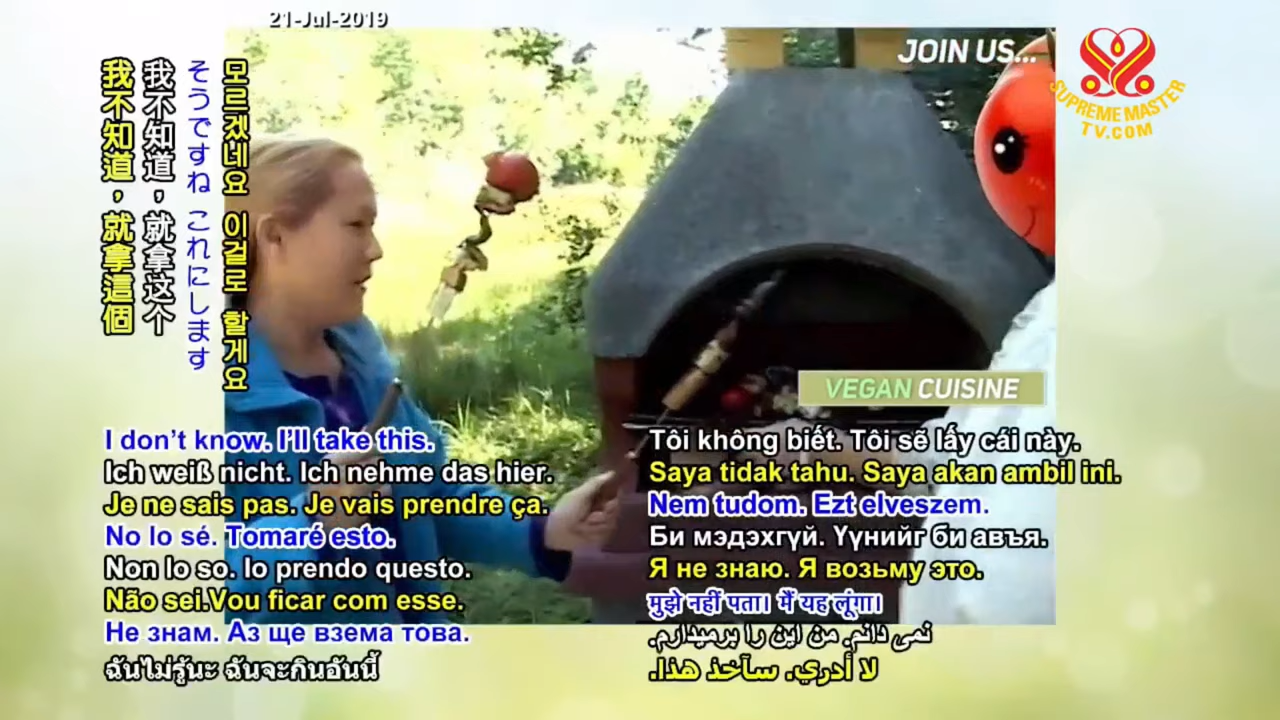 21-Jul-2019
JOIN US...
SUPREME MASTER
TV.COM
모르겠네요 이걸로 할게요
そうですね これにします
我不知道，就拿这个
我不知道，就拿這個
VEGAN CUISINE
I don't know. I'll take this.
Ich weiß nicht. Ich nehme das hier.
Je ne sais pas. Je vais prendre ça.
No lo sé. Tomaré esto.
Non lo so. Io prendo questo.
Não sei.Vou ficar com esse.
Не знам. Аз ще взема това.
ฉันไม่รู้นะ ฉันจะกินอันนี้
Tôi không biết. Tôi sẽ lấy cái này.
Saya tidak tahu. Saya akan ambil ini.
Nem tudom. Ezt elveszem.
Би мэдэхгүй. Үүнийг би авъя.
Я не знаю. Я возьму это.
मुझे नहीं पता। मैं यह लूंगा।
نمی دانم. من این را برمیدارم.
لا أدري. سآخذ هذا.